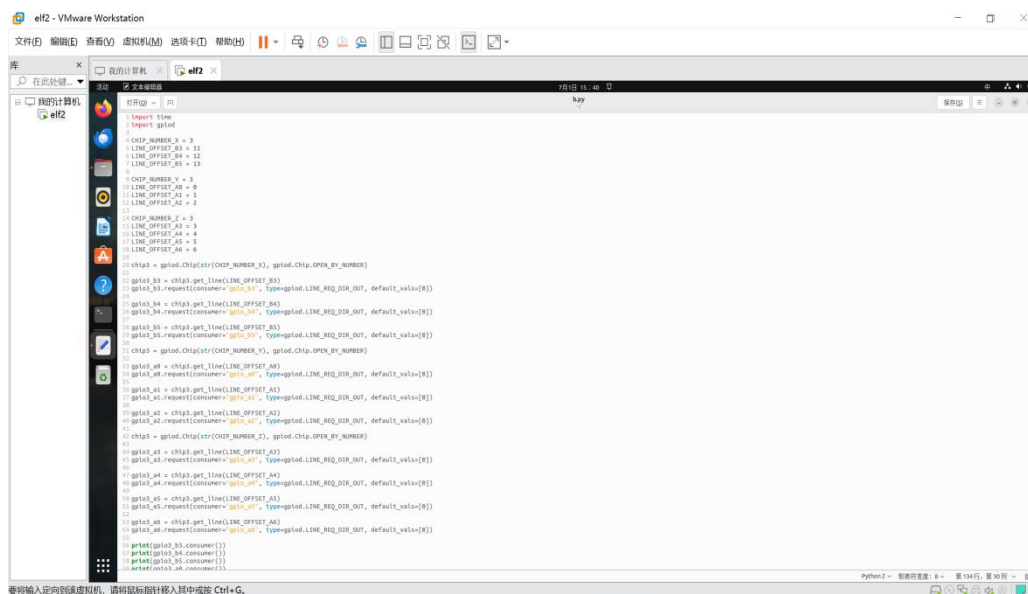 elf2 - VMware Workstation
文件(F) 编辑(E) 查看(V) 虚拟机(M) 选项卡(T) 帮助(H)
库 ×
在此处键...
我的计算机
elf2
我的计算机 ×
elf2 ×
活动 文本编辑器 7月1日 15:40 中
打开(O) h.py 保存(S)
1 import time
2 import gpiod
3
4 CHIP_NUMBER_X = 3
5 LINE_OFFSET_B3 = 11
6 LINE_OFFSET_B4 = 12
7 LINE_OFFSET_B5 = 13
8
9 CHIP_NUMBER_Y = 3
10 LINE_OFFSET_A0 = 0
11 LINE_OFFSET_A1 = 1
12 LINE_OFFSET_A2 = 2
13
14 CHIP_NUMBER_Z = 3
15 LINE_OFFSET_A3 = 3
16 LINE_OFFSET_A4 = 4
17 LINE_OFFSET_A5 = 5
18 LINE_OFFSET_A6 = 6
19
20 chip3 = gpiod.Chip(str(CHIP_NUMBER_X), gpiod.Chip.OPEN_BY_NUMBER)
21
22 gpio3_b3 = chip3.get_line(LINE_OFFSET_B3)
23 gpio3_b3.request(consumer="gpio_b3", type=gpiod.LINE_REQ_DIR_OUT, default_vals=[0])
24
25 gpio3_b4 = chip3.get_line(LINE_OFFSET_B4)
26 gpio3_b4.request(consumer="gpio_b4", type=gpiod.LINE_REQ_DIR_OUT, default_vals=[0])
27
28 gpio3_b5 = chip3.get_line(LINE_OFFSET_B5)
29 gpio3_b5.request(consumer="gpio_b5", type=gpiod.LINE_REQ_DIR_OUT, default_vals=[0])
30
31 chip3 = gpiod.Chip(str(CHIP_NUMBER_Y), gpiod.Chip.OPEN_BY_NUMBER)
32
33 gpio3_a0 = chip3.get_line(LINE_OFFSET_A0)
34 gpio3_a0.request(consumer="gpio_a0", type=gpiod.LINE_REQ_DIR_OUT, default_vals=[0])
35
36 gpio3_a1 = chip3.get_line(LINE_OFFSET_A1)
37 gpio3_a1.request(consumer="gpio_a1", type=gpiod.LINE_REQ_DIR_OUT, default_vals=[0])
38
39 gpio3_a2 = chip3.get_line(LINE_OFFSET_A2)
40 gpio3_a2.request(consumer="gpio_a2", type=gpiod.LINE_REQ_DIR_OUT, default_vals=[0])
41
42 chip3 = gpiod.Chip(str(CHIP_NUMBER_Z), gpiod.Chip.OPEN_BY_NUMBER)
43
44 gpio3_a3 = chip3.get_line(LINE_OFFSET_A3)
45 gpio3_a3.request(consumer="gpio_a3", type=gpiod.LINE_REQ_DIR_OUT, default_vals=[0])
46
47 gpio3_a4 = chip3.get_line(LINE_OFFSET_A4)
48 gpio3_a4.request(consumer="gpio_a4", type=gpiod.LINE_REQ_DIR_OUT, default_vals=[0])
49
50 gpio3_a5 = chip3.get_line(LINE_OFFSET_A5)
51 gpio3_a5.request(consumer="gpio_a5", type=gpiod.LINE_REQ_DIR_OUT, default_vals=[0])
52
53 gpio3_a6 = chip3.get_line(LINE_OFFSET_A6)
54 gpio3_a6.request(consumer="gpio_a6", type=gpiod.LINE_REQ_DIR_OUT, default_vals=[0])
55
56 print(gpio3_b3.consumer())
57 print(gpio3_b4.consumer())
58 print(gpio3_b5.consumer())
print(gpio3_a0.consumer())
Python 2 制表符宽度: 8 第 134 行, 第 30 列
要将输入定向到该虚拟机, 请将鼠标指针移入其中或按 Ctrl+G。